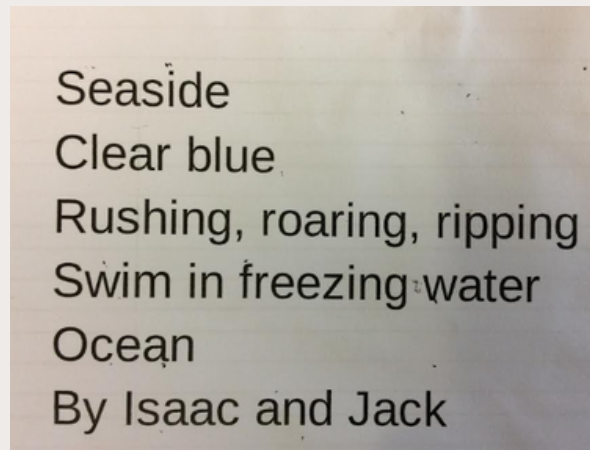 Seaside
Clear blue
Rushing, roaring, ripping
Swim in freezing water
Ocean
By Isaac and Jack